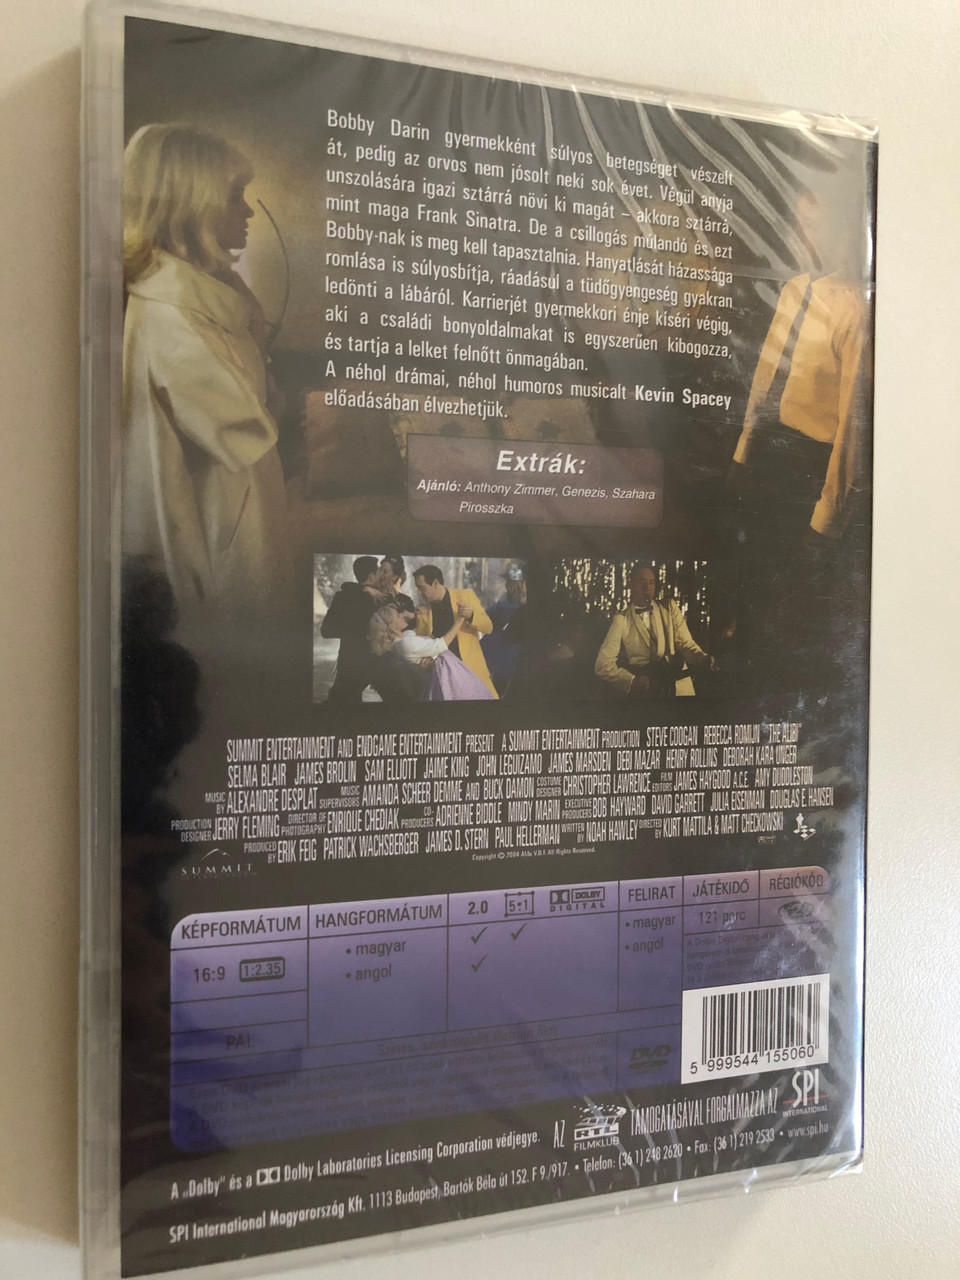 Bobby Darin gyermekként súlyos betegséget vészelt
át, pedig az orvos nem jósolt neki sok évet. Végül anyja
unszolására igazi sztárrá növi ki magát – akkora sztárrá,
mint maga Frank Sinatra. De a csillogás múlandó és ezt
Bobby-nak is meg kell tapasztalnia. Hanyatlását házassága
romlása is súlyosbítja, ráadásul a tüdőgyengeség gyakran
ledönti a lábáról. Karrierjét gyermekkori énje kíséri végig,
aki a családi bonyoldalmakat is egyszerűen kibogozza,
és tartja a lelket felnőtt önmagában.
A néhol drámai, néhol humoros musicalt Kevin Spacey
előadásában élvezhetjük.
Extrák:
Ajánló: Anthony Zimmer, Genezis, Szahara
Pirosszka
SUMMIT ENTERTAINMENT AND ENDGAME ENTERTAINMENT PRESENT A SUMMIT ENTERTAINMENT PRODUCTION STEVE COOGAN REBECCA ROMIJN "THE ALIBI"
SELMA BLAIR JAMES BROLIN SAM ELLIOTT JAIME KING JOHN LEGUIZAMO JAMES MARSDEN DEBI MAZAR HENRY ROLLINS DEBORAH KARA UNGER
MUSIC BY ALEXANDRE DESPLAT MUSIC SUPERVISORS AMANDA SCHEER DEMME AND BUCK DAMON COSTUME DESIGNER CHRISTOPHER LAWRENCE FILM EDITORS JAMES HAYGOOD A.C.E. AMY DUDDLESTON
PRODUCTION DESIGNER JERRY FLEMING DIRECTOR OF PHOTOGRAPHY ENRIQUE CHEDIAK CO-PRODUCERS ADRIENNE BIDDLE MINDY MARIN EXECUTIVE PRODUCERS BOB HAYWARD DAVID GARRETT JULIA EISENMAN DOUGLAS E. HANSEN
PRODUCED BY ERIK FEIG PATRICK WACHSBERGER JAMES D. STERN PAUL HELLERMAN WRITTEN BY NOAH HAWLEY DIRECTED BY KURT MATTILA & MATT CHECKOWSKI
SUMMIT
Copyright © 2004 Alibi V.O.F. All Rights Reserved.
KÉPFORMÁTUM HANGFORMÁTUM 2.0 5•1 DOLBY DIGITAL FELIRAT JÁTÉKIDŐ RÉGIÓKÓD
16:9 1:2.35 • magyar • magyar 121 perc
• angol • angol
PAL
DVD
5 999544 155060
AZ RTL FILMKLUB TÁMOGATÁSÁVAL FORGALMAZZA AZ SPI INTERNATIONAL
A „Dolby" és a Dolby Laboratories Licensing Corporation védjegye.
SPI International Magyarország Kft. 1113 Budapest, Bartók Béla út 152. F 9./917. • Telefon: (36 1) 248 2620 • Fax: (36 1) 219 2533 • www.spi.hu